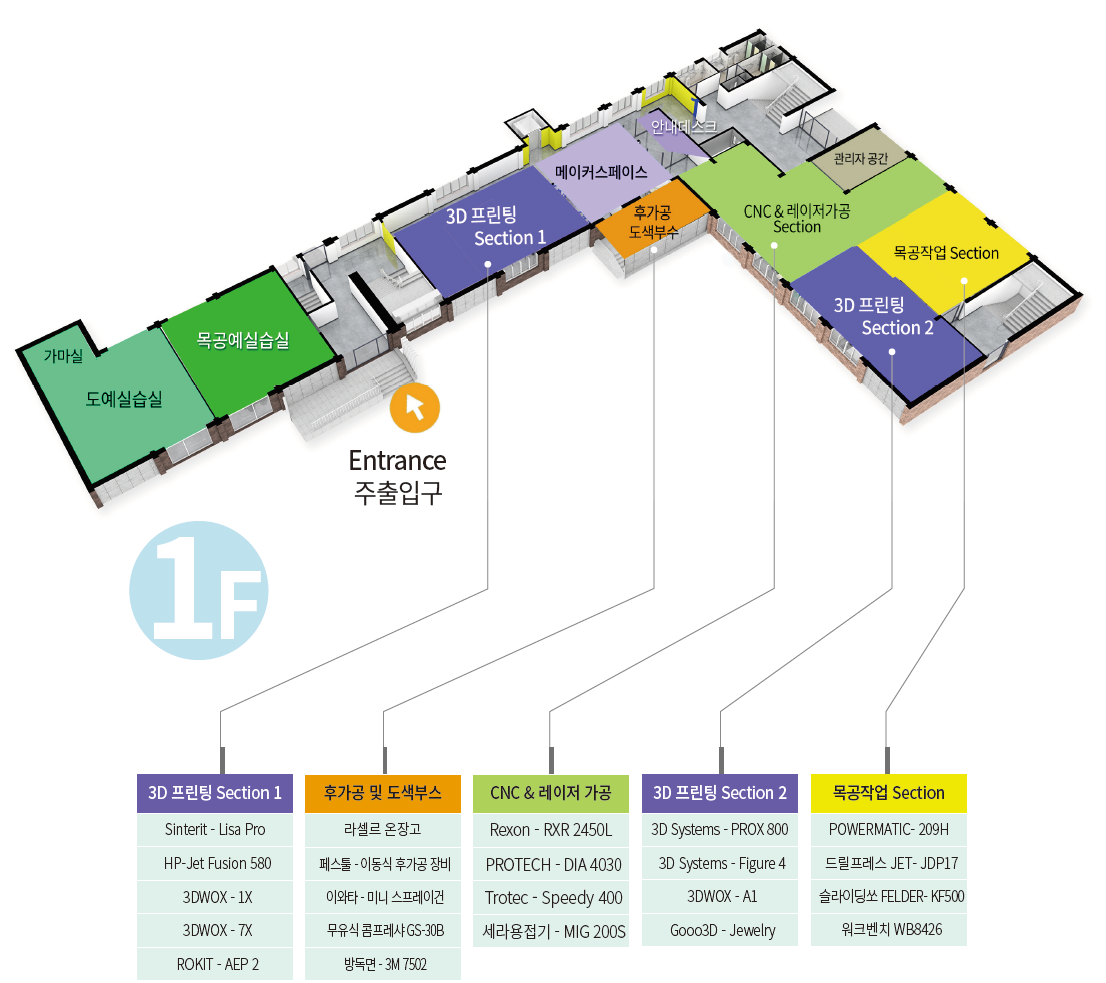 안내데스크
관리자 공간
메이커스페이스
3D 프린팅
Section 1
후가공
도색부수
CNC & 레이저가공
Section
목공작업 Section
3D 프린팅
Section 2
목공예실습실
가마실
도예실습실
Entrance
주출입구
1F
3D 프린팅 Section 1
Sinterit - Lisa Pro
HP-Jet Fusion 580
3DWOX - 1X
3DWOX - 7X
ROKIT - AEP 2
후가공 및 도색부스
라셀르 온장고
페스툴 - 이동식 후가공 장비
이와타 - 미니 스프레이건
무유식 콤프레샤 GS-30B
방독면 - 3M 7502
CNC & 레이저 가공
Rexon - RXR 2450L
PROTECH - DIA 4030
Trotec - Speedy 400
세라용접기 - MIG 200S
3D 프린팅 Section 2
3D Systems - PROX 800
3D Systems - Figure 4
3DWOX - A1
Gooo3D - Jewelry
목공작업 Section
POWERMATIC- 209H
드릴프레스 JET- JDP17
슬라이딩쏘 FELDER- KF500
워크벤치 WB8426